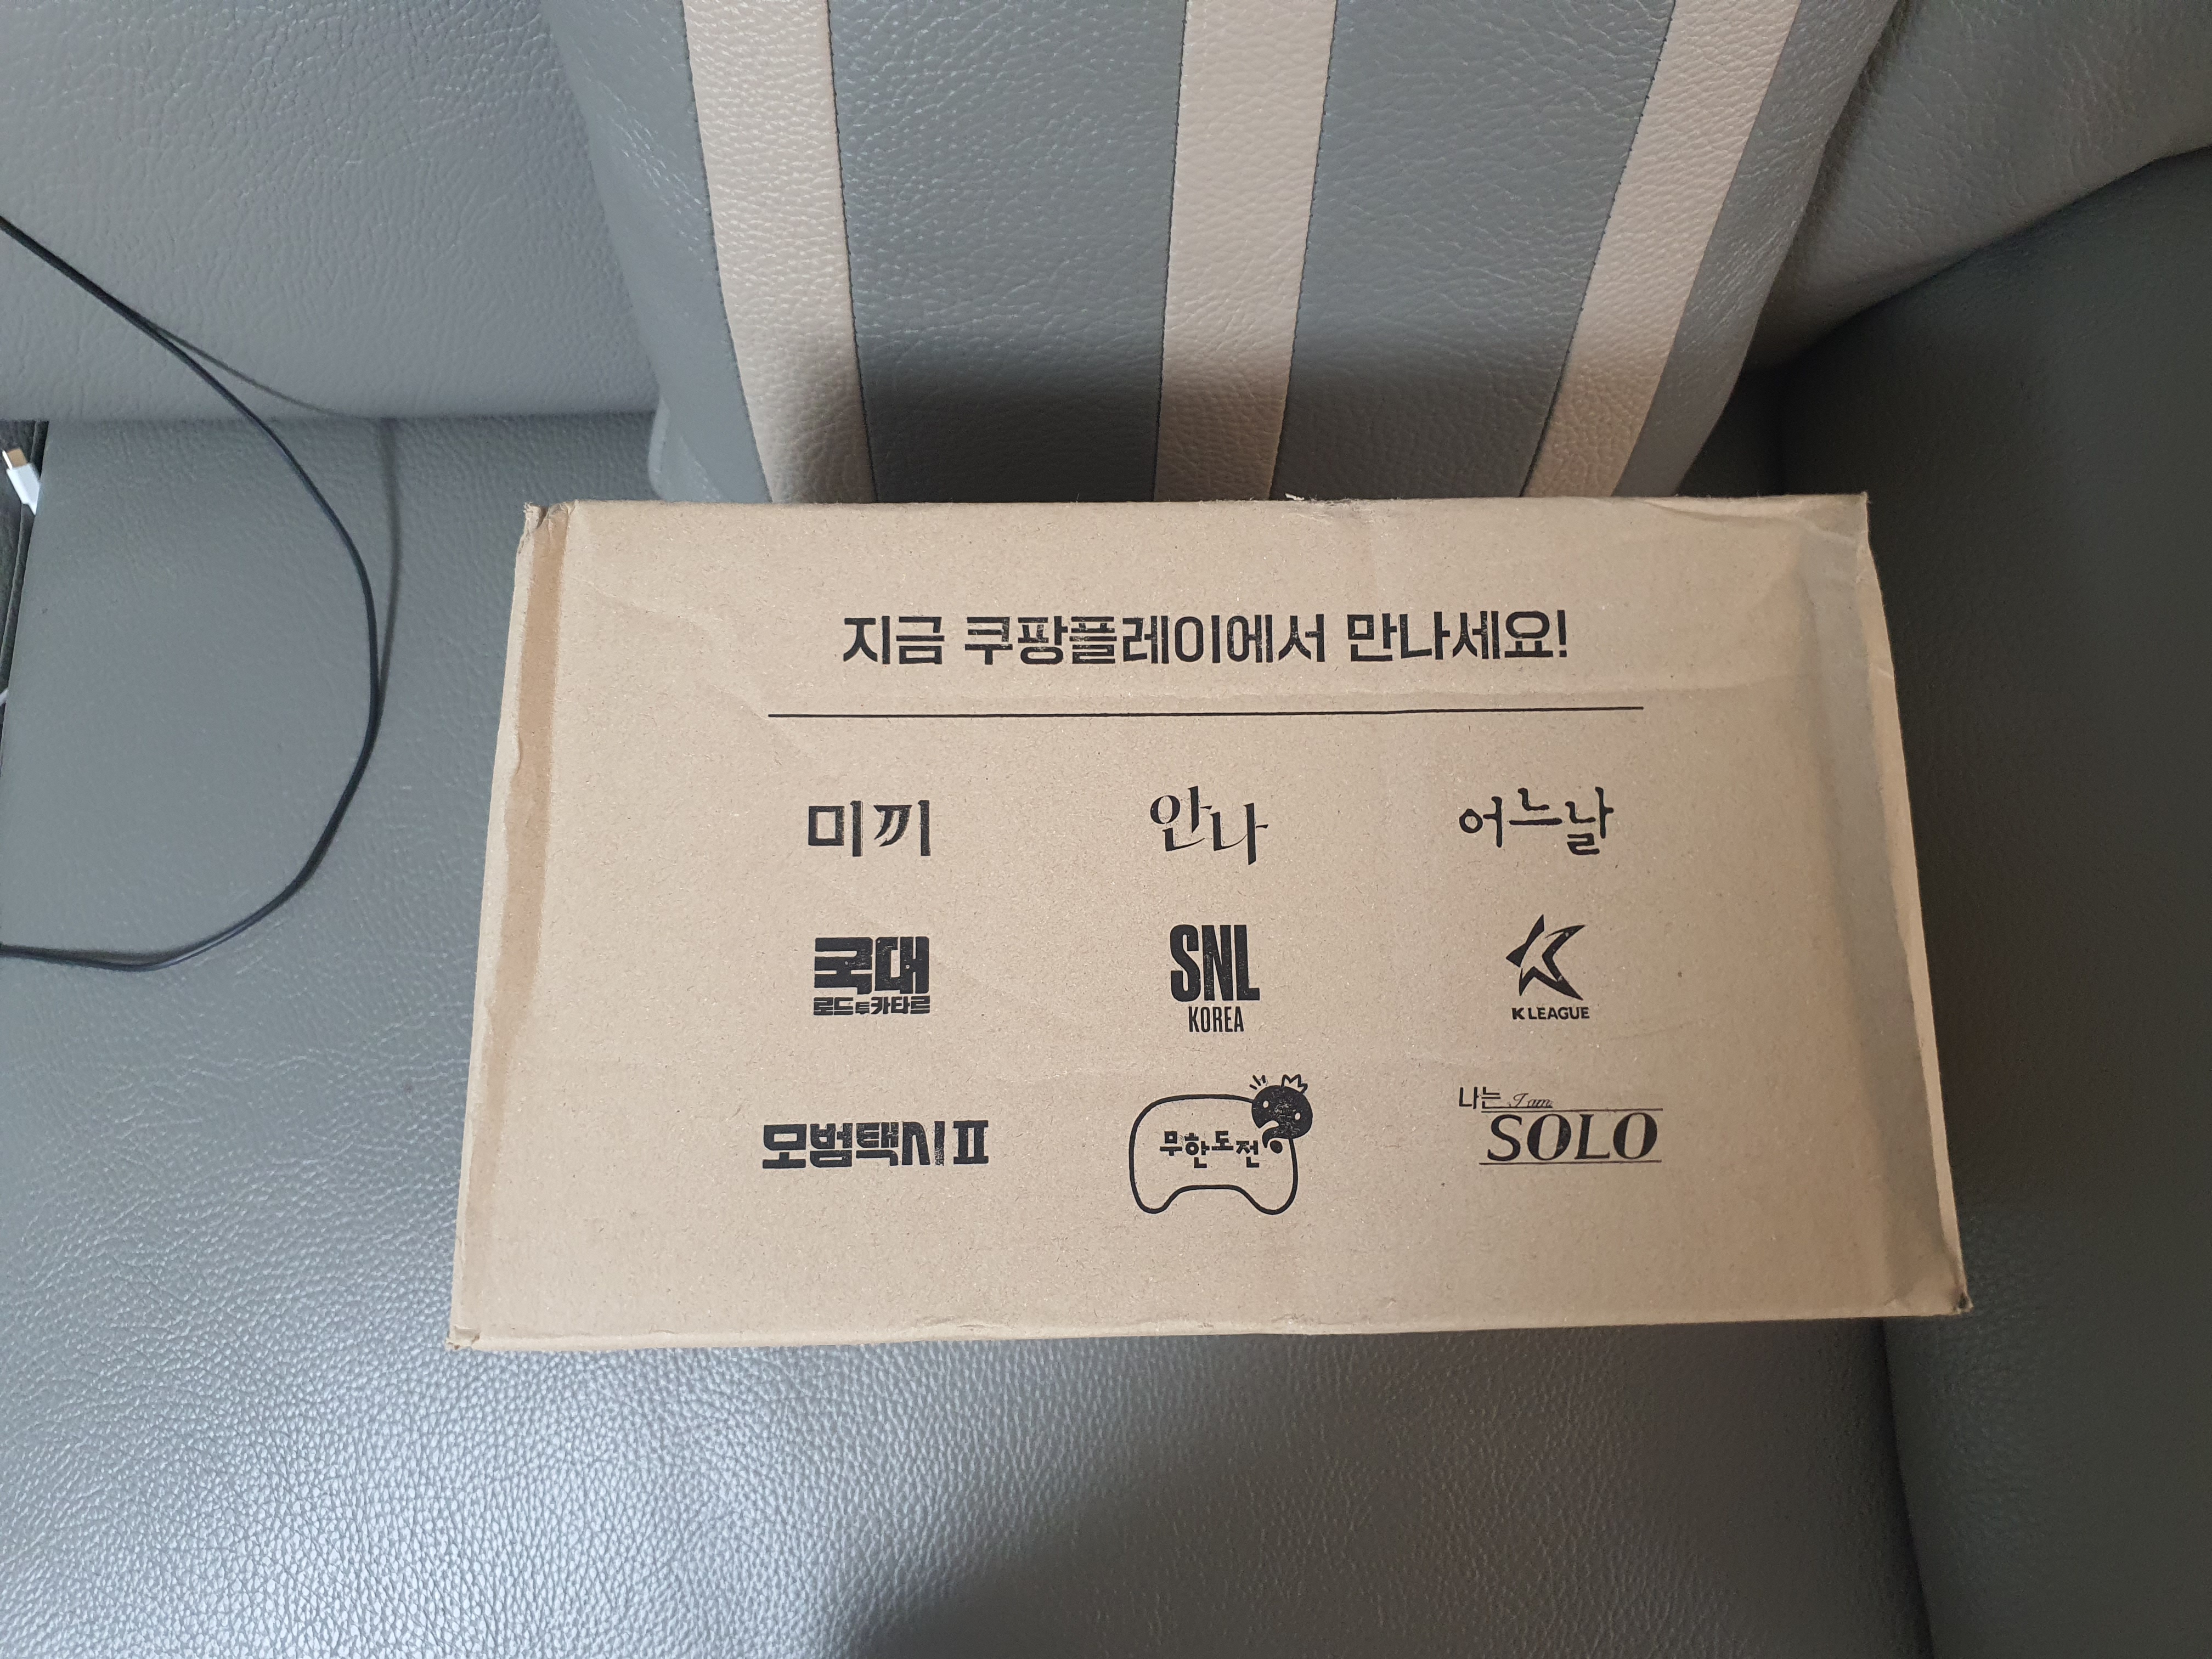 지금 쿠팡플레이에서 만나세요!
미끼 안나 어느날
국대 SNL K LEAGUE
로드투카타르 KOREA
모범택시Ⅱ 무한도전 나는 I am
SOLO